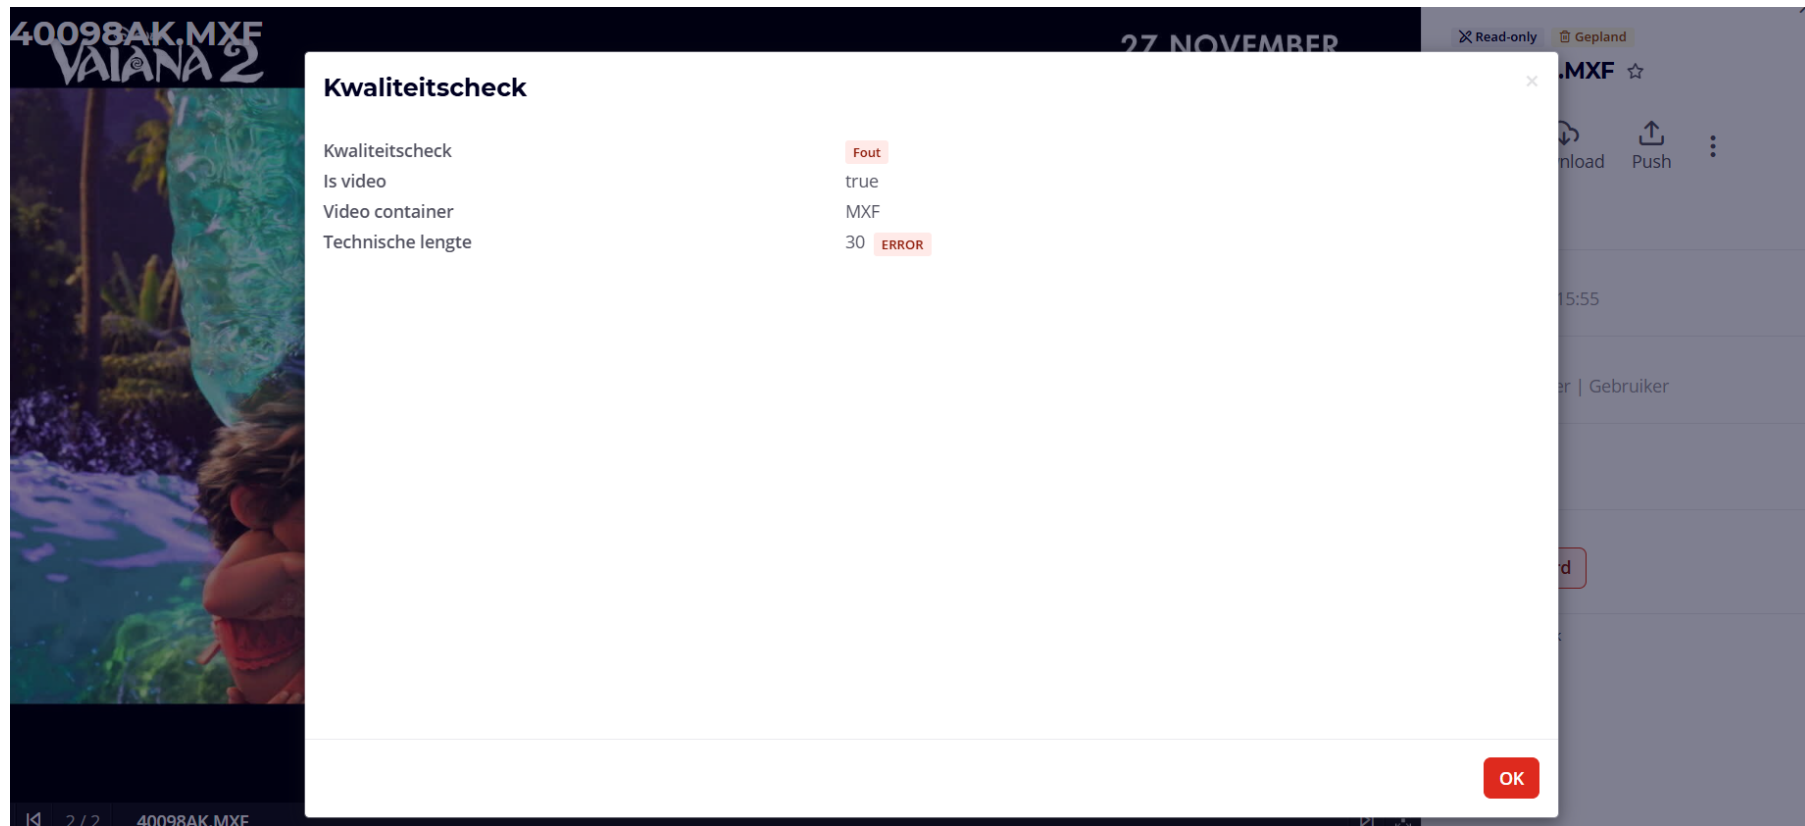 40098AK.MXF
VAIANA 2
27 NOVEMBER
Read-only
Gepland
.MXF
Kwaliteitscheck
Kwaliteitscheck Fout
Is video true
Video container MXF
Technische lengte 30 ERROR
nload
Push
15:55
er | Gebruiker
rd
OK
2 / 2
40098AK.MXF